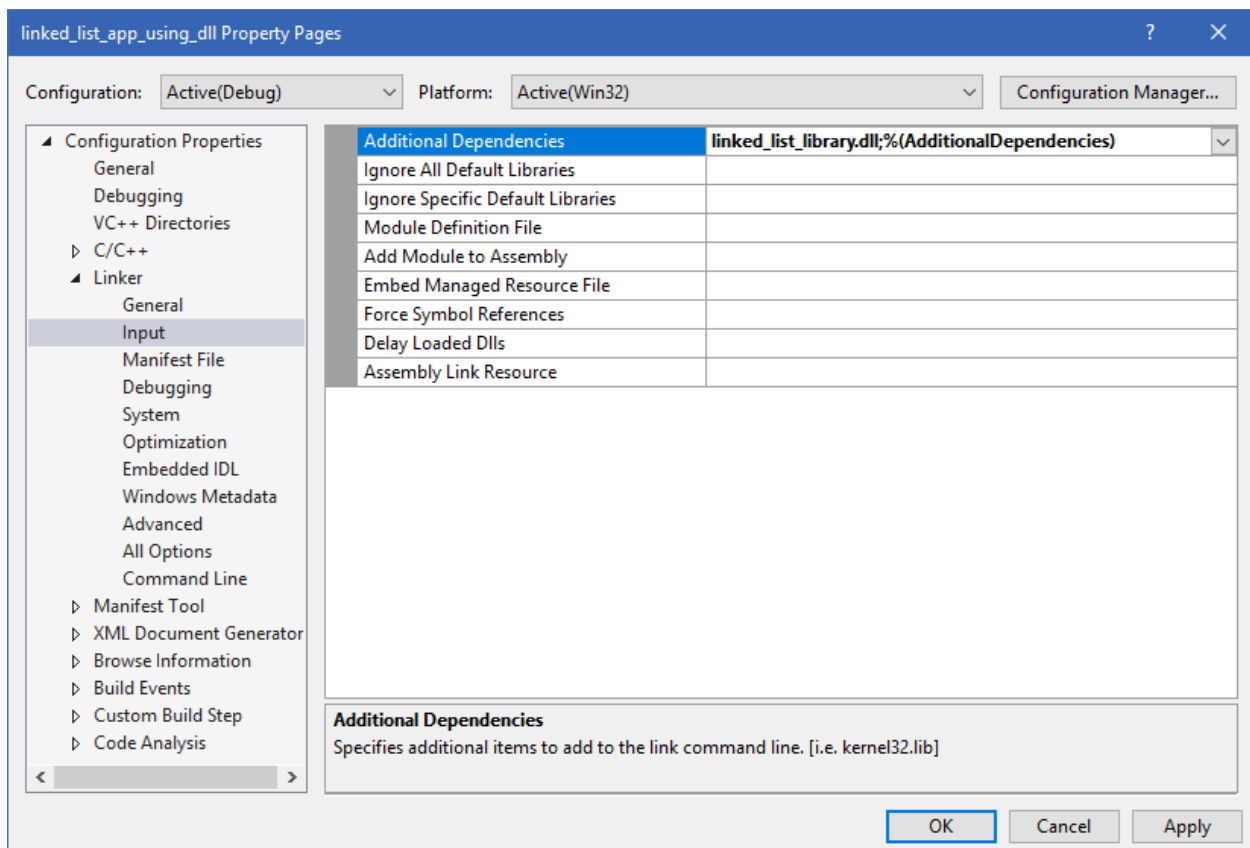 linked_list_app_using_dll Property Pages
?
Configuration: Active(Debug) Platform: Active(Win32) Configuration Manager...
Configuration Properties
General
Debugging
VC++ Directories
C/C++
Linker
General
Input
Manifest File
Debugging
System
Optimization
Embedded IDL
Windows Metadata
Advanced
All Options
Command Line
Manifest Tool
XML Document Generator
Browse Information
Build Events
Custom Build Step
Code Analysis
Additional Dependencies linked_list_library.dll;%(AdditionalDependencies)
Ignore All Default Libraries
Ignore Specific Default Libraries
Module Definition File
Add Module to Assembly
Embed Managed Resource File
Force Symbol References
Delay Loaded Dlls
Assembly Link Resource
Additional Dependencies
Specifies additional items to add to the link command line. [i.e. kernel32.lib]
OK Cancel Apply